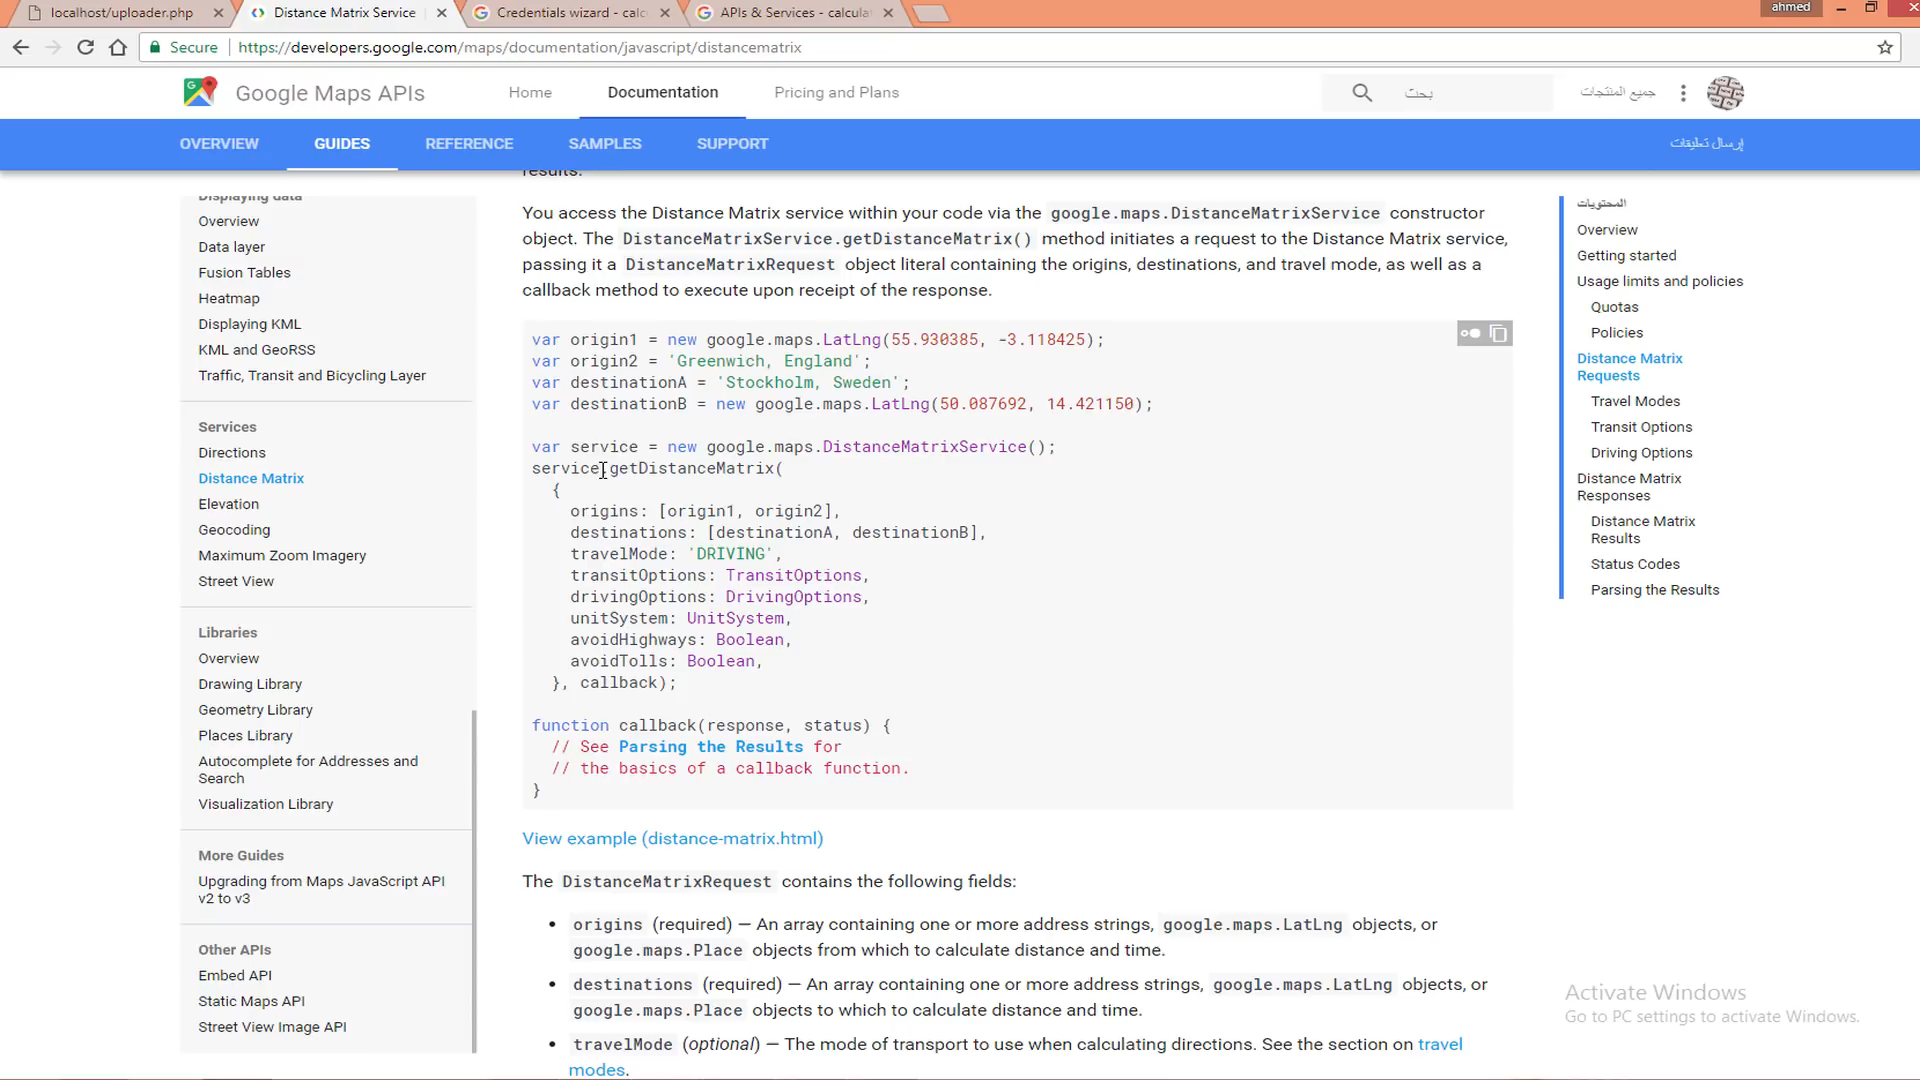 localhost/uploader.php
Distance Matrix Service
Credentials wizard - calc
APIs & Services - calcula
ahmed
Secure
https://developers.google.com/maps/documentation/javascript/distancematrix
Google Maps APIs
Home
Documentation
Pricing and Plans
بحث
جميع المنتجات
OVERVIEW
GUIDES
REFERENCE
SAMPLES
SUPPORT
إرسال تعليقات
Displaying data
Overview
Data layer
Fusion Tables
Heatmap
Displaying KML
KML and GeoRSS
Traffic, Transit and Bicycling Layer
Services
Directions
Distance Matrix
Elevation
Geocoding
Maximum Zoom Imagery
Street View
Libraries
Overview
Drawing Library
Geometry Library
Places Library
Autocomplete for Addresses and
Search
Visualization Library
More Guides
Upgrading from Maps JavaScript API
v2 to v3
Other APIs
Embed API
Static Maps API
Street View Image API
results.
You access the Distance Matrix service within your code via the google.maps.DistanceMatrixService constructor
object. The DistanceMatrixService.getDistanceMatrix() method initiates a request to the Distance Matrix service,
passing it a DistanceMatrixRequest object literal containing the origins, destinations, and travel mode, as well as a
callback method to execute upon receipt of the response.
var origin1 = new google.maps.LatLng(55.930385, -3.118425);
var origin2 = 'Greenwich, England';
var destinationA = 'Stockholm, Sweden';
var destinationB = new google.maps.LatLng(50.087692, 14.421150);
var service = new google.maps.DistanceMatrixService();
service.getDistanceMatrix(
{
origins: [origin1, origin2],
destinations: [destinationA, destinationB],
travelMode: 'DRIVING',
transitOptions: TransitOptions,
drivingOptions: DrivingOptions,
unitSystem: UnitSystem,
avoidHighways: Boolean,
avoidTolls: Boolean,
}, callback);
function callback(response, status) {
// See Parsing the Results for
// the basics of a callback function.
}
View example (distance-matrix.html)
The DistanceMatrixRequest contains the following fields:
• origins (required) — An array containing one or more address strings, google.maps.LatLng objects, or
google.maps.Place objects from which to calculate distance and time.
• destinations (required) — An array containing one or more address strings, google.maps.LatLng objects, or
google.maps.Place objects to which to calculate distance and time.
• travelMode (optional) — The mode of transport to use when calculating directions. See the section on travel
modes.
المحتويات
Overview
Getting started
Usage limits and policies
Quotas
Policies
Distance Matrix
Requests
Travel Modes
Transit Options
Driving Options
Distance Matrix
Responses
Distance Matrix
Results
Status Codes
Parsing the Results
Activate Windows
Go to PC settings to activate Windows.